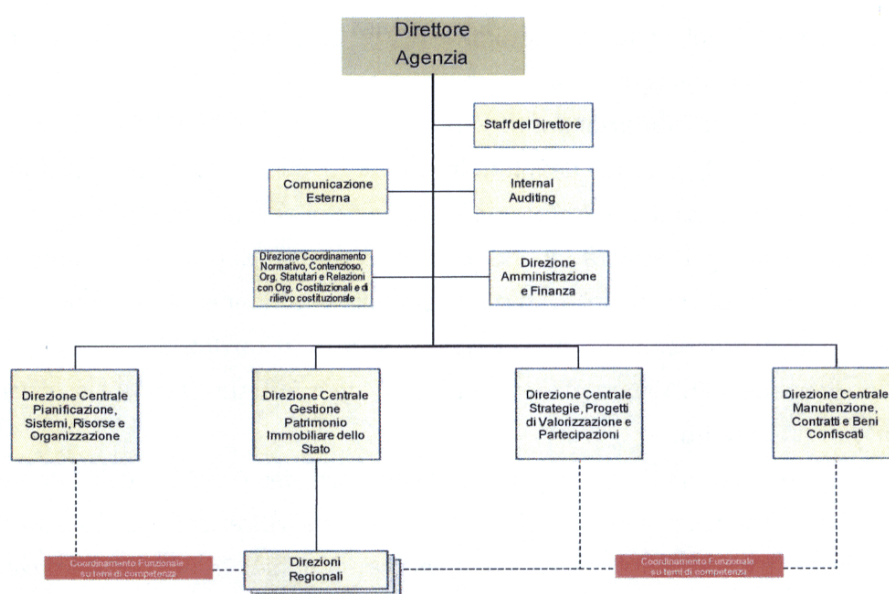 Direttore
Agenzia
Staff del Direttore
Comunicazione
Esterna
Internal
Auditing
Direzione Coordinamento
Normativo, Contenzioso,
Org. Statutari e Relazioni
con Org. Costituzionali e di
rilievo costituzionale
Direzione
Amministrazione
e Finanza
Direzione Centrale
Pianificazione,
Sistemi, Risorse e
Organizzazione
Direzione Centrale
Gestione
Patrimonio
Immobiliare dello
Stato
Direzione Centrale
Strategie, Progetti
di Valorizzazione e
Partecipazioni
Direzione Centrale
Manutenzione,
Contratti e Beni
Confiscati
Coordinamento Funzionale
su temi di competenza
Direzioni
Regionali
Coordinamento Funzionale
su temi di competenza